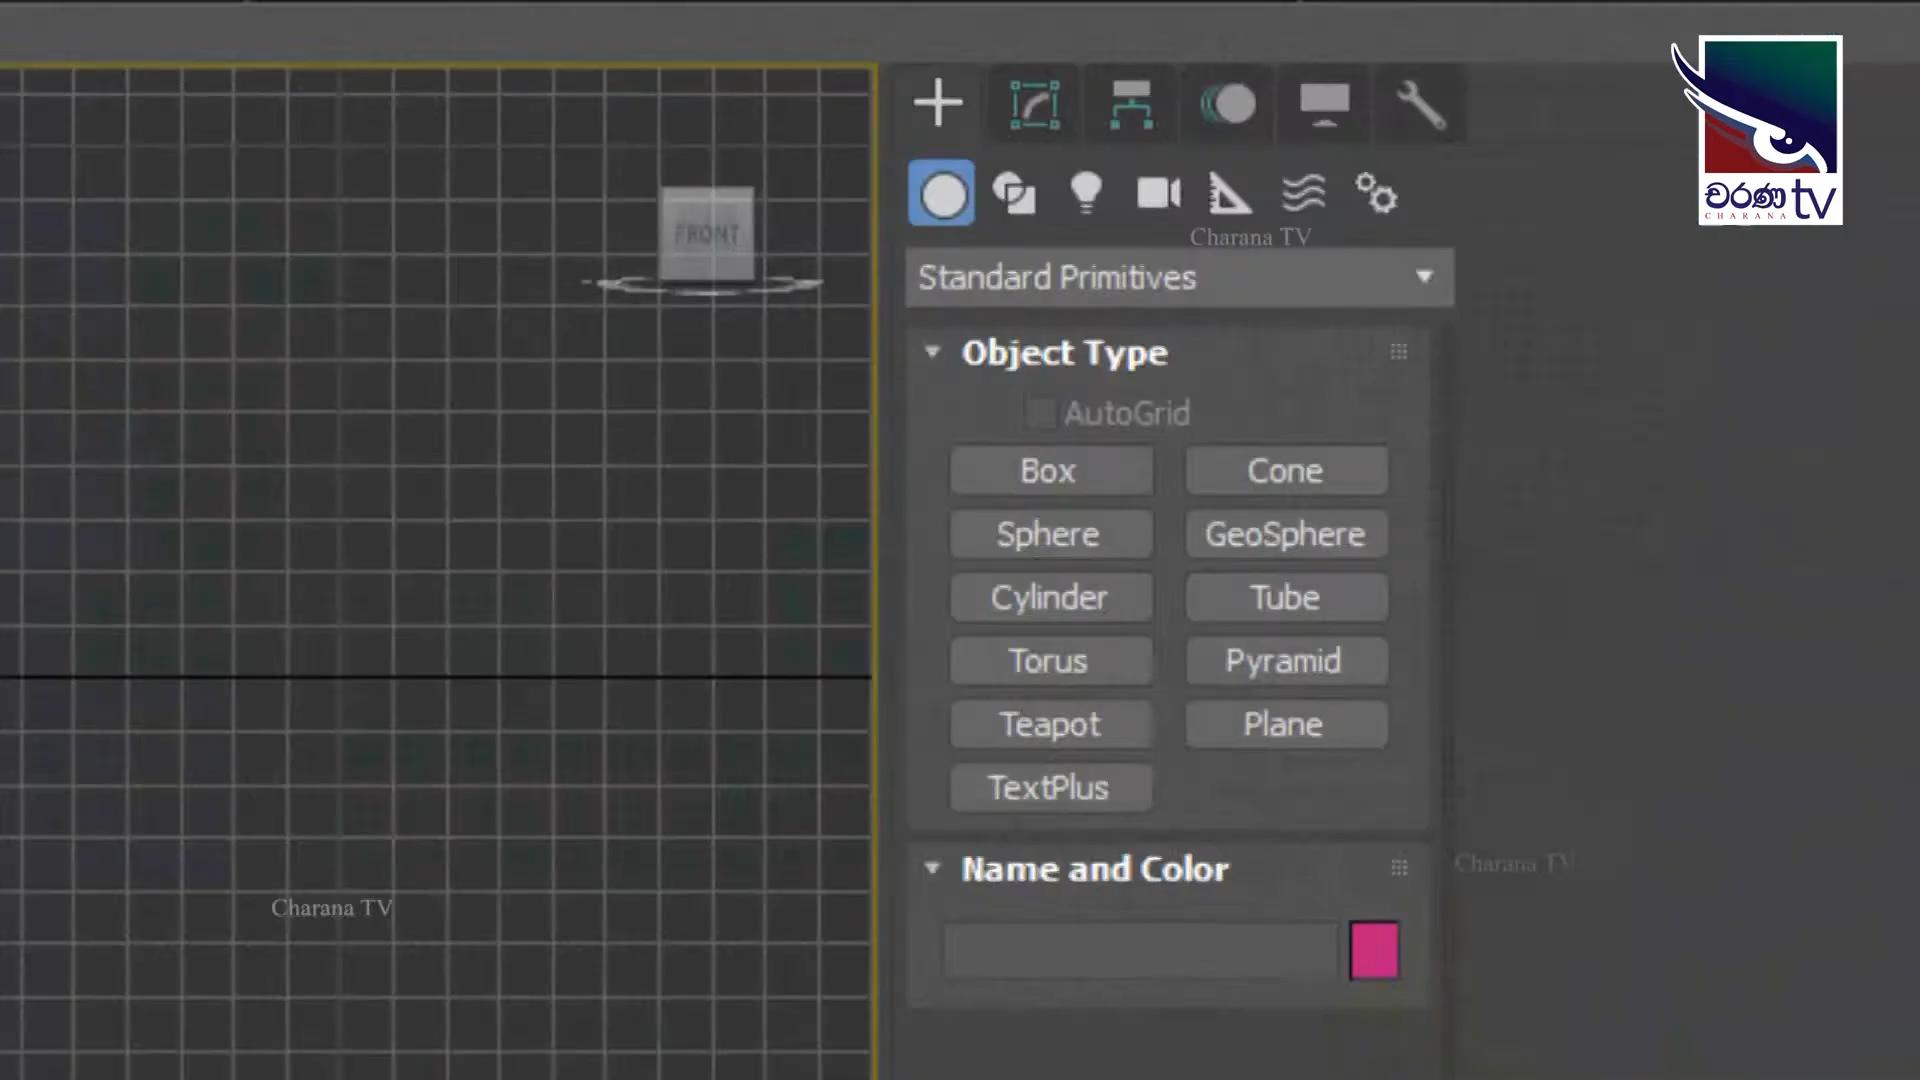 චරණ tv
CHARANA
FRONT
Charana TV
Standard Primitives
Object Type
AutoGrid
Box
Cone
Sphere
GeoSphere
Cylinder
Tube
Torus
Pyramid
Teapot
Plane
TextPlus
Name and Color
Charana TV
Charana TV